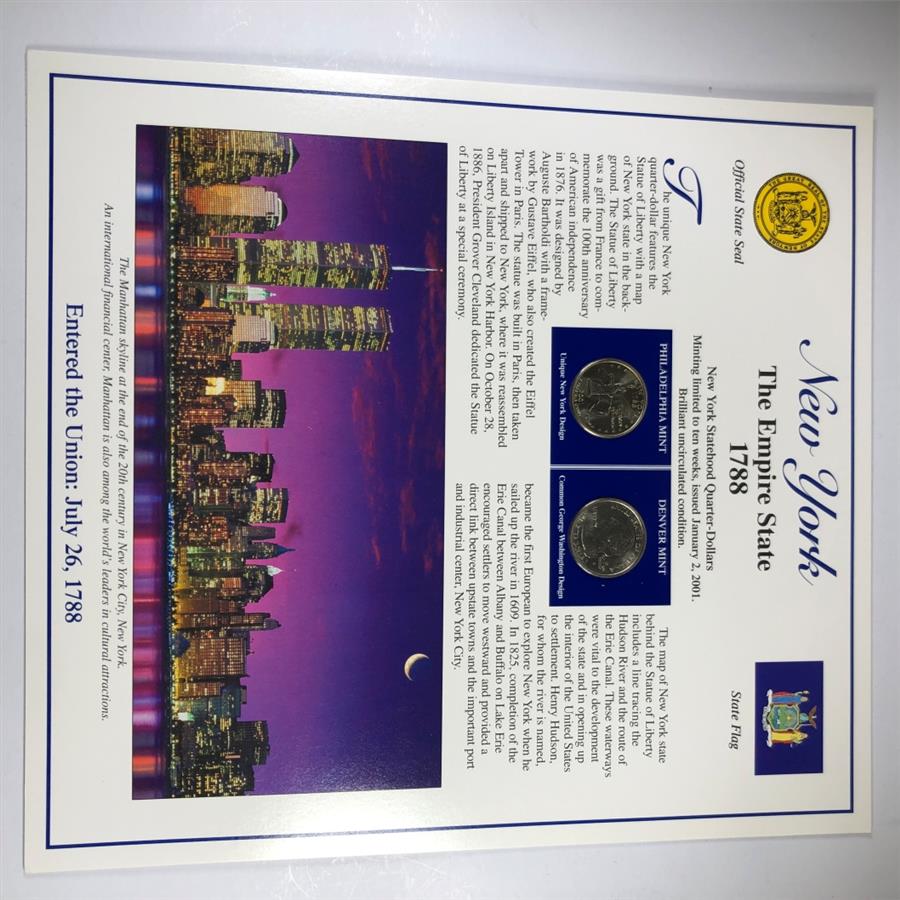 New York
The Empire State
1788
Official State Seal
State Flag
New York Statehood Quarter-Dollars
Minting limited to ten weeks, issued January 2, 2001.
Brilliant uncirculated condition.
PHILADELPHIA MINT
DENVER MINT
Unique New York Design
Common George Washington Design
The unique New York
quarter-dollar features the
Statue of Liberty with a map
of New York state in the back-
ground. The Statue of Liberty
was a gift from France to com-
memorate the 100th anniversary
of American independence
in 1876. It was designed by
Auguste Bartholdi with a frame-
work by Gustave Eiffel, who also created the Eiffel
Tower in Paris. The statue was built in Paris, then taken
apart and shipped to New York, where it was reassembled
on Liberty Island in New York Harbor. On October 28,
1886, President Grover Cleveland dedicated the Statue
of Liberty at a special ceremony.
The map of New York state
behind the Statue of Liberty
includes a line tracing the
Hudson River and the route of
the Erie Canal. These waterways
were vital to the development
of the state and in opening up
the interior of the United States
to settlement. Henry Hudson,
for whom the river is named,
became the first European to explore New York when he
sailed up the river in 1609. In 1825, completion of the
Erie Canal between Albany and Buffalo on Lake Erie
encouraged settlers to move westward and provided a
direct link between upstate towns and the important port
and industrial center, New York City.
The Manhattan skyline at the end of the 20th century in New York City, New York.
An international financial center, Manhattan is also among the world's leaders in cultural attractions.
Entered the Union: July 26, 1788